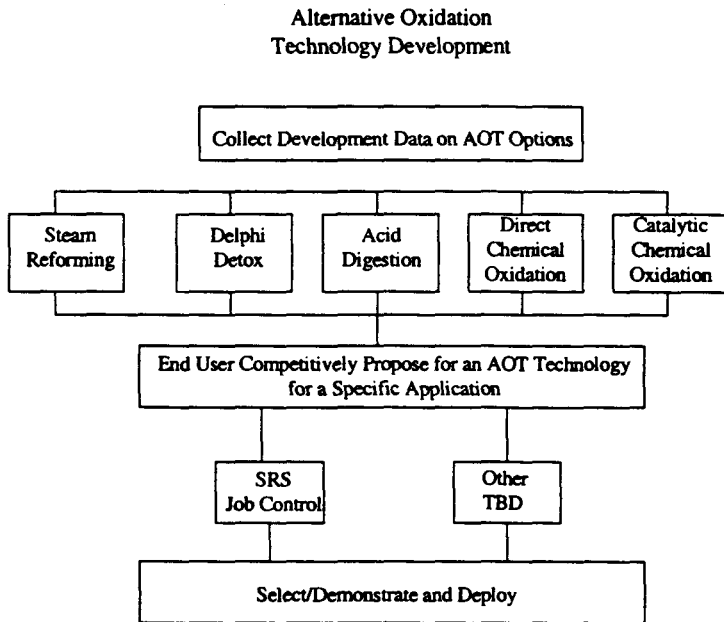 Alternative Oxidation
Technology Development
Collect Development Data on AOT Options
Steam
Reforming
Delphi
Detox
Acid
Digestion
Direct
Chemical
Oxidation
Catalytic
Chemical
Oxidation
End User Competitively Propose for an AOT Technology
for a Specific Application
SRS
Job Control
Other
TBD
Select/Demonstrate and Deploy